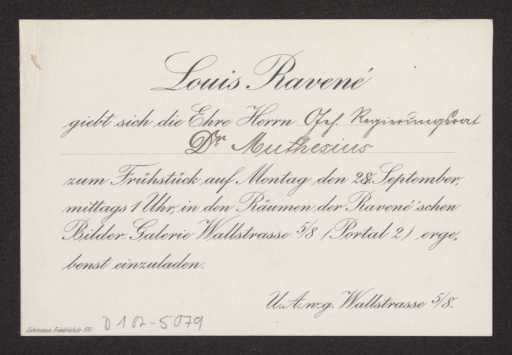 Louis Ravené
giebt sich die Ehre Herrn Geh. Regierungsrat
Dr. Muthesius
zum Frühstück auf Montag, den 28. September,
mittags 1 Uhr, in den Räumen der Ravené'schen
Bilder-Galerie Wallstrasse 5/8 (Portal 2) erge,
benst einzuladen.
U.A.w.g. Wallstrasse 5/8.
D 102-5079